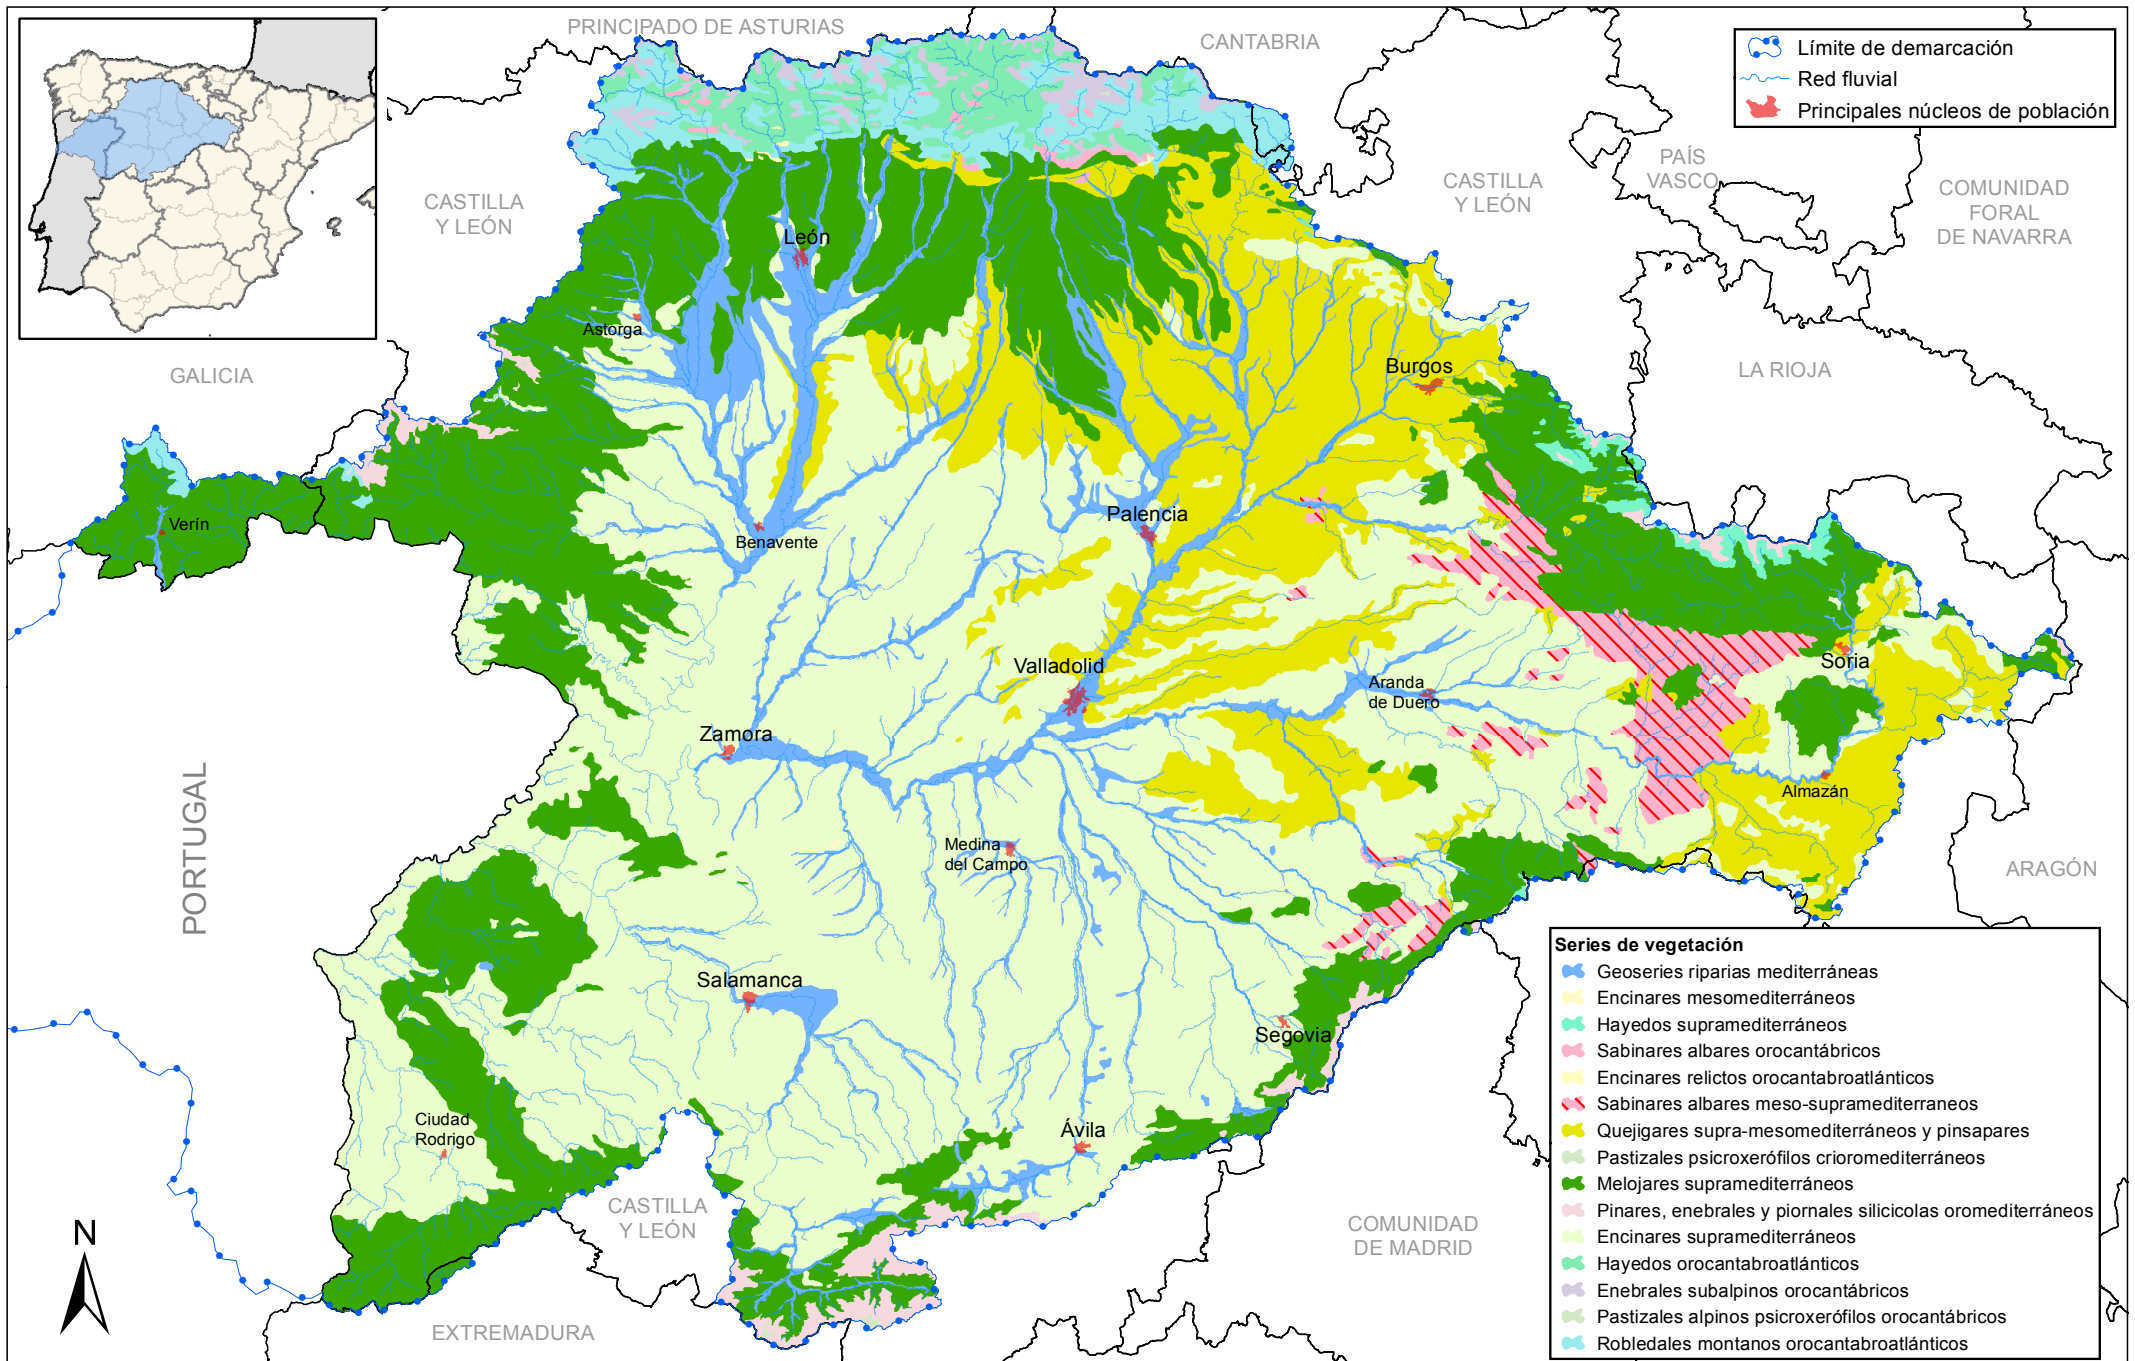 PRINCIPADO DE ASTURIAS
CANTABRIA
Límite de demarcación
Red fluvial
Principales núcleos de población
PAÍS
VASCO
CASTILLA
Y LEÓN
CASTILLA
Y LEÓN
COMUNIDAD
FORAL
DE NAVARRA
León
Astorga
GALICIA
Burgos
LA RIOJA
Verín
Benavente
Palencia
Valladolid
Soria
Aranda
de Duero
Zamora
Almazán
PORTUGAL
Medina
del Campo
ARAGÓN
Salamanca
Segovia
Ciudad
Rodrigo
Ávila
CASTILLA
Y LEÓN
COMUNIDAD
DE MADRID
N
EXTREMADURA
Series de vegetación
Geoseries riparias mediterráneas
Encinares mesomediterráneos
Hayedos supramediterráneos
Sabinares albares orocantábricos
Encinares relictos orocantabroatlánticos
Sabinares albares meso-supramediterraneos
Quejigares supra-mesomediterráneos y pinsapares
Pastizales psicroxerófilos crioromediterráneos
Melojares supramediterráneos
Pinares, enebrales y piornales silicicolas oromediterráneos
Encinares supramediterráneos
Hayedos orocantabroatlánticos
Enebrales subalpinos orocantábricos
Pastizales alpinos psicroxerófilos orocantábricos
Robledales montanos orocantabroatlánticos